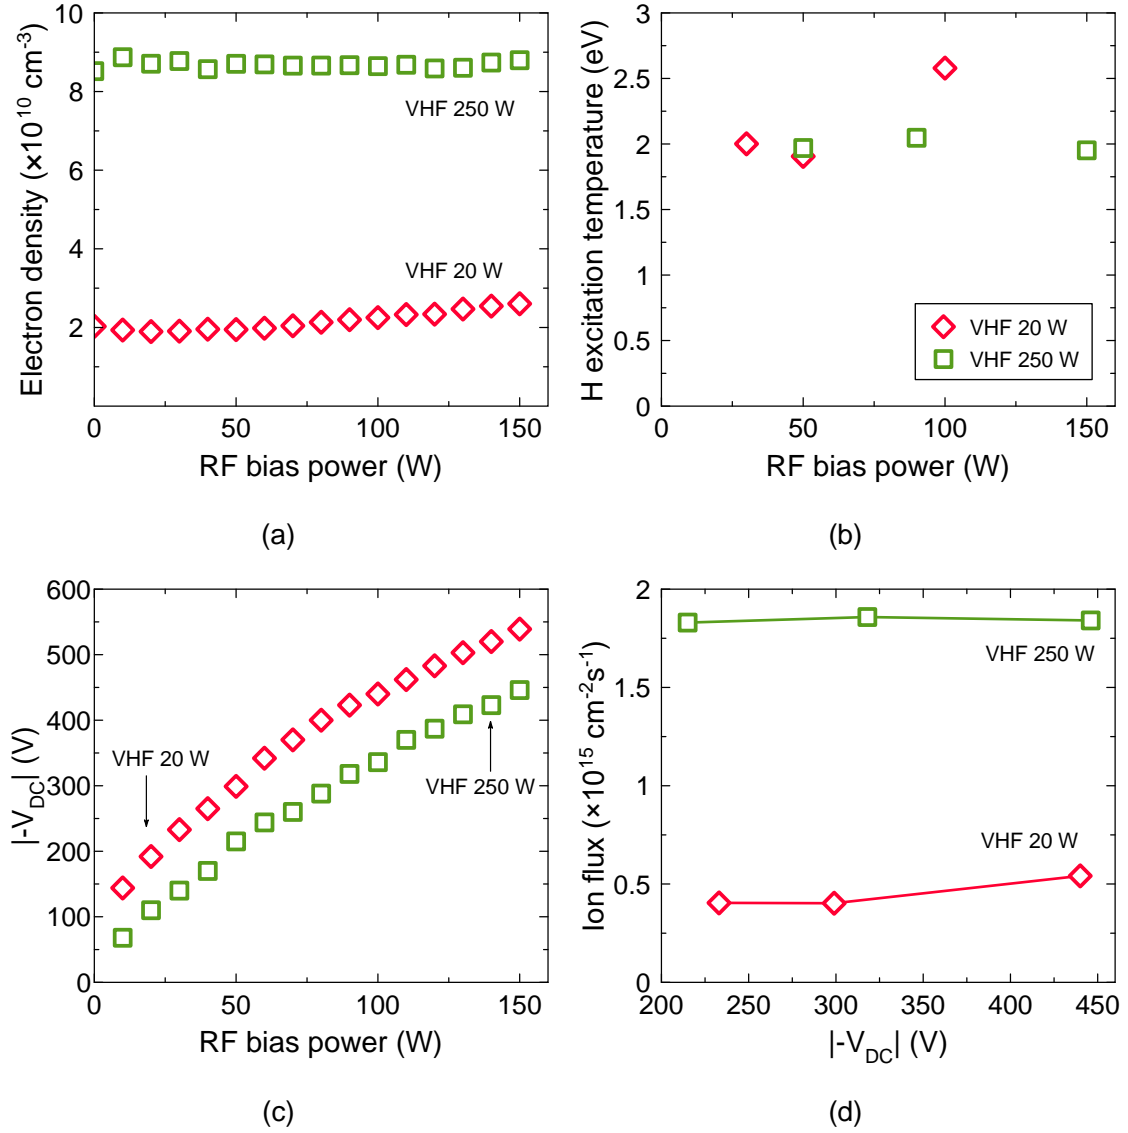 10
8
6
4
2
0
50
100
150
Electron density (×10¹⁰ cm⁻³)
RF bias power (W)
VHF 250 W
VHF 20 W
(a)
3
2.5
2
1.5
1
0.5
0
0
50
100
150
H excitation temperature (eV)
RF bias power (W)
VHF 20 W
VHF 250 W
(b)
600
500
400
300
200
100
0
0
50
100
150
|-V_DC| (V)
RF bias power (W)
VHF 20 W
VHF 250 W
(c)
2
1.5
1
0.5
0
200
250
300
350
400
450
Ion flux (×10¹⁵ cm⁻²s⁻¹)
|-V_DC| (V)
VHF 250 W
VHF 20 W
(d)